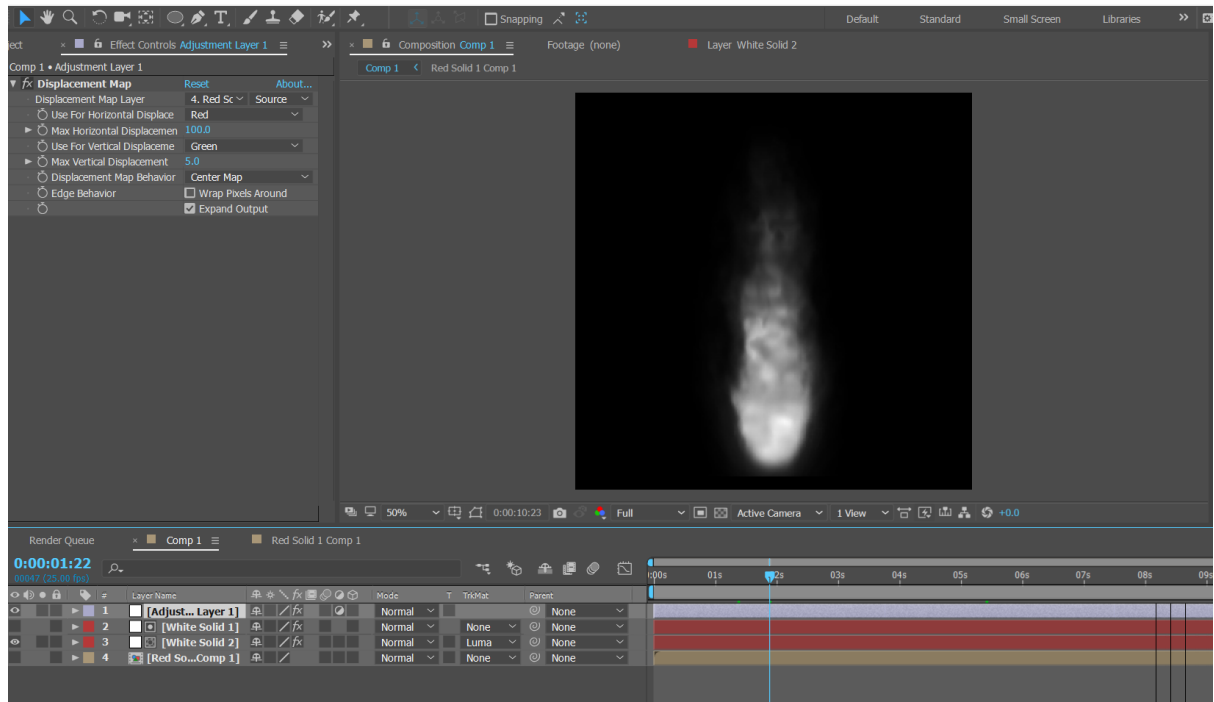 Snapping
Default
Standard
Small Screen
Libraries
ject
Effect Controls Adjustment Layer 1
Composition Comp 1
Footage (none)
Layer White Solid 2
Comp 1 • Adjustment Layer 1
Comp 1
Red Solid 1 Comp 1
fx Displacement Map
Reset
About...
Displacement Map Layer
4. Red Sc
Source
Use For Horizontal Displace
Red
Max Horizontal Displacemen
100.0
Use For Vertical Displaceme
Green
Max Vertical Displacement
5.0
Displacement Map Behavior
Center Map
Edge Behavior
Wrap Pixels Around
Expand Output
50%
0:00:10:23
Full
Active Camera
1 View
+0.0
Render Queue
Comp 1
Red Solid 1 Comp 1
0:00:01:22
00047 (25.00 fps)
:00s 01s 02s 03s 04s 05s 06s 07s 08s 09s
# Layer Name Mode T TrkMat Parent
1 [Adjust... Layer 1] fx Normal None
2 [White Solid 1] fx Normal None None
3 [White Solid 2] fx Normal Luma None
4 [Red So...Comp 1] Normal None None